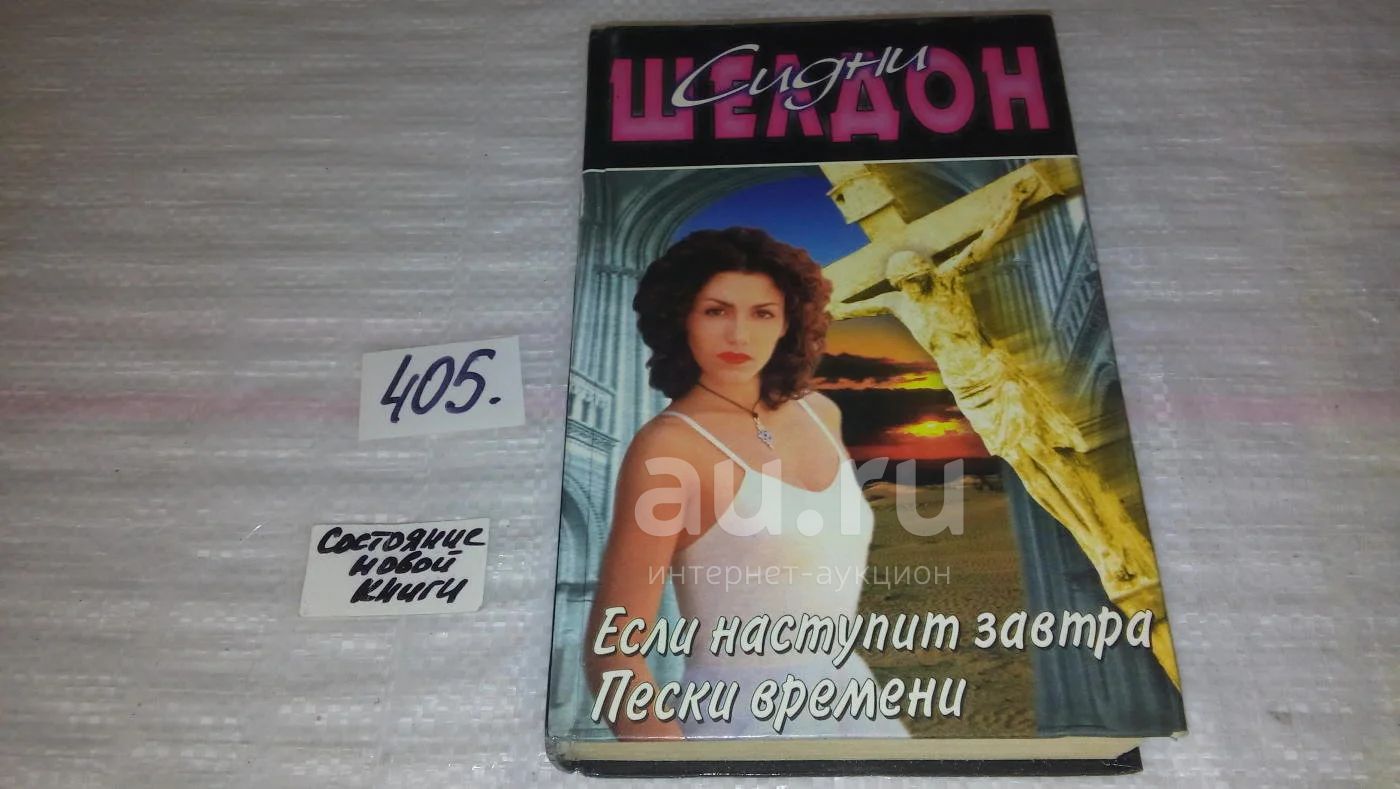 Сидни
ШЕЛДОН
405.
Состояние
новой
книги
au.ru
интернет-аукцион
Если наступит завтра
Пески времени